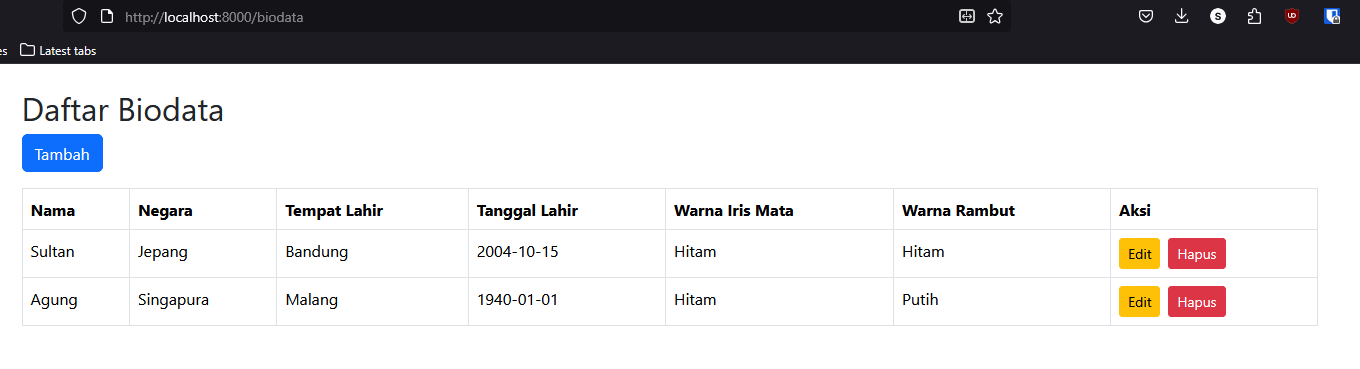 http://localhost:8000/biodata
S
UD
es
Latest tabs
Daftar Biodata
Tambah
Nama Negara Tempat Lahir Tanggal Lahir Warna Iris Mata Warna Rambut Aksi
Sultan Jepang Bandung 2004-10-15 Hitam Hitam Edit Hapus
Agung Singapura Malang 1940-01-01 Hitam Putih Edit Hapus